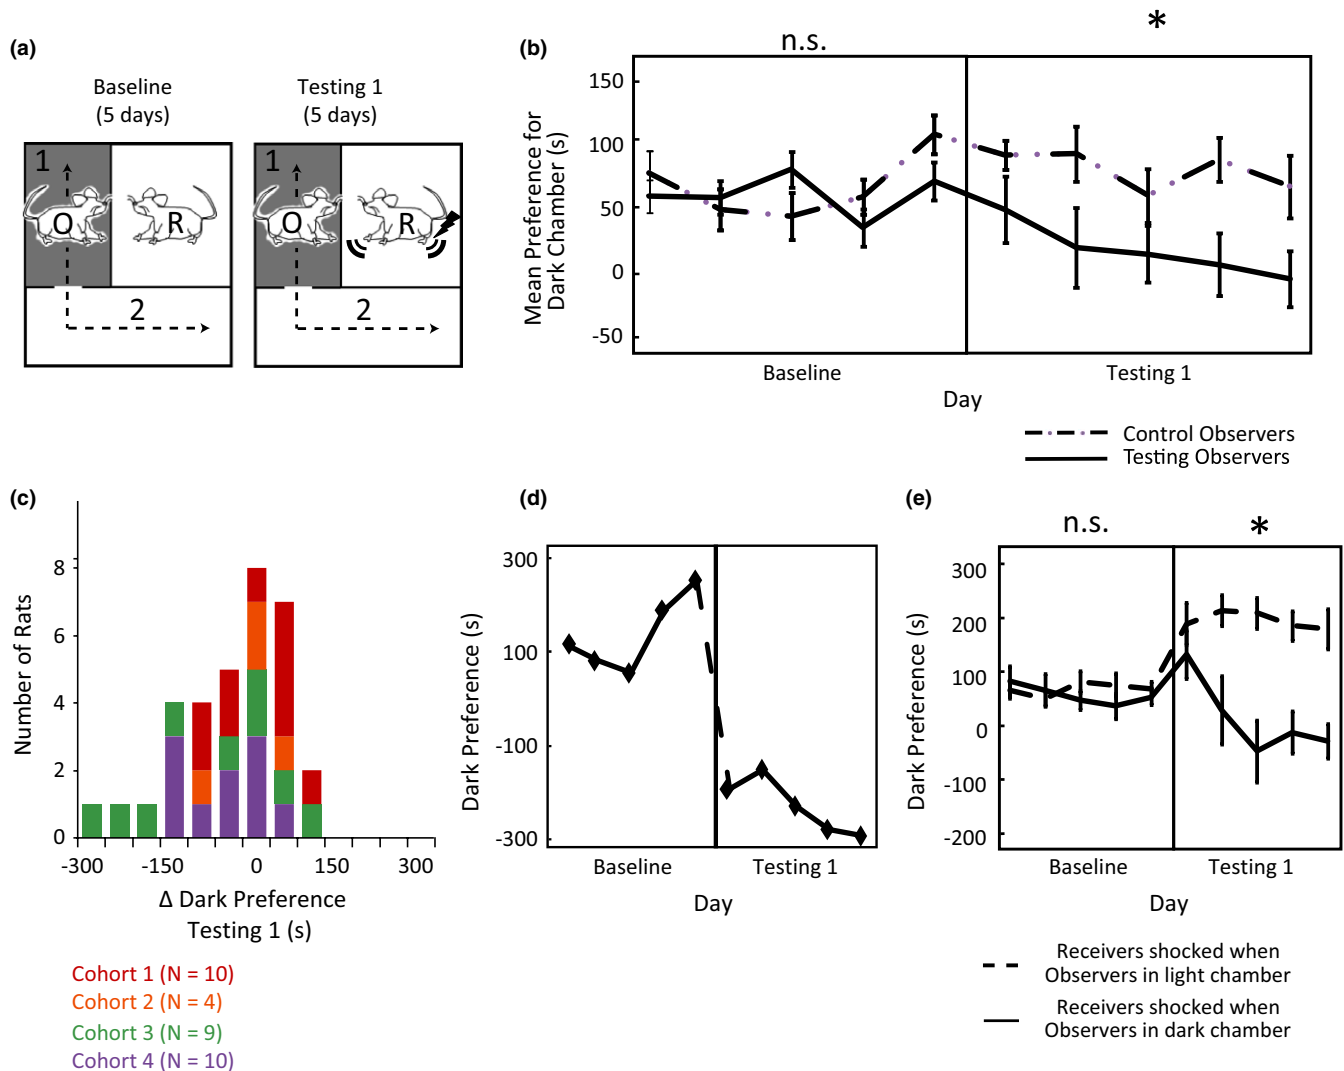 (a)
Baseline
(5 days)
Testing 1
(5 days)
1
O
R
2
1
O
R
2
(b)
n.s.
*
Mean Preference for
Dark Chamber (s)
150
100
50
0
-50
Baseline
Testing 1
Day
Control Observers
Testing Observers
(c)
Number of Rats
8
6
4
2
0
-300
-150
0
150
300
Δ Dark Preference
Testing 1 (s)
Cohort 1 (N = 10)
Cohort 2 (N = 4)
Cohort 3 (N = 9)
Cohort 4 (N = 10)
(d)
Dark Preference (s)
300
100
-100
-300
Baseline
Testing 1
Day
(e)
n.s.
*
Dark Preference (s)
300
200
100
0
-100
-200
Baseline
Testing 1
Day
Receivers shocked when
Observers in light chamber
Receivers shocked when
Observers in dark chamber